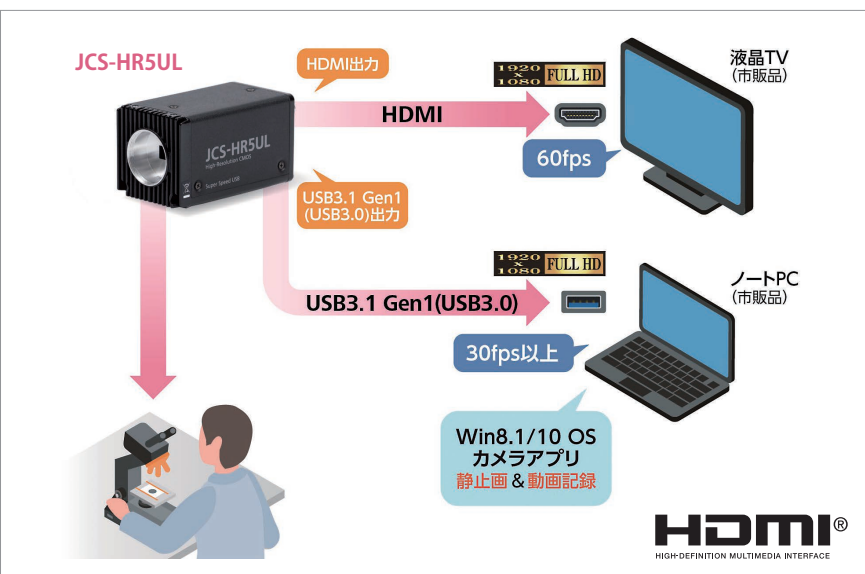 JCS-HR5UL
HDMI出力
1920
x
1080
FULL HD
液晶TV
(市販品)
HDMI
JCS-HR5UL
High-Resolution CMOS
Super Speed USB
60fps
USB3.1 Gen1
(USB3.0)出力
1920
x
1080
FULL HD
ノートPC
(市販品)
USB3.1 Gen1(USB3.0)
30fps以上
Win8.1/10 OS
カメラアプリ
静止画&動画記録
HDMI®
HIGH-DEFINITION MULTIMEDIA INTERFACE